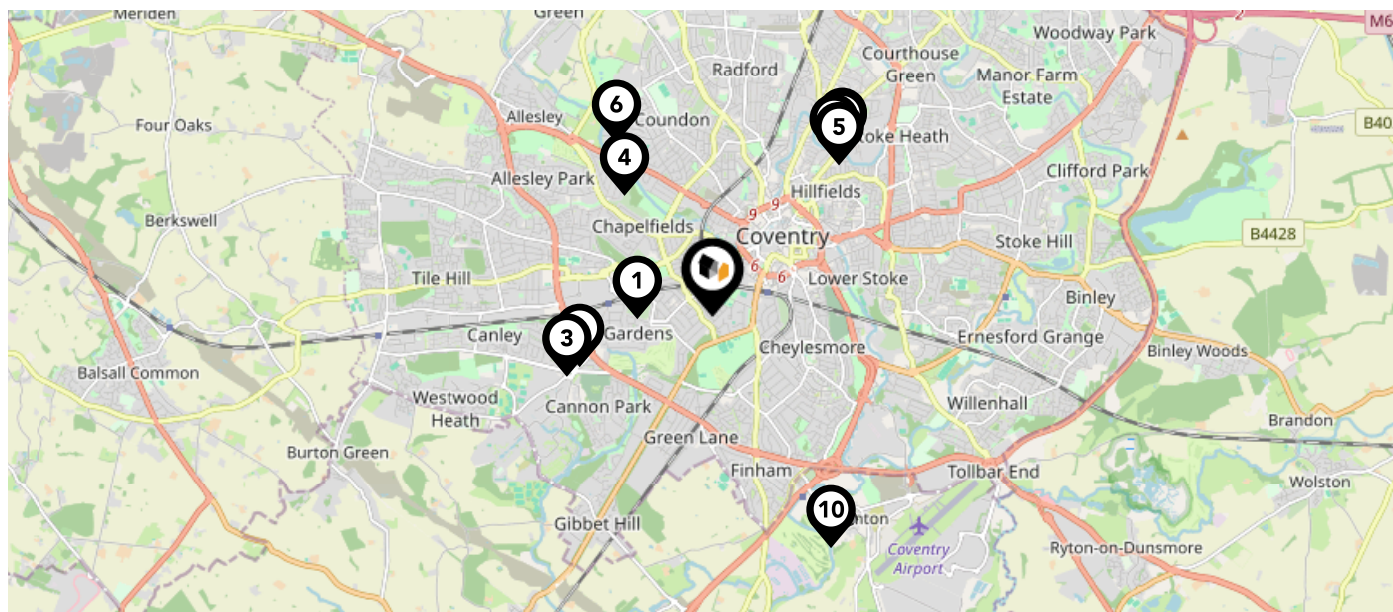 Meriden
Green
2
M6
Woodway Park
Courthouse
Green
Radford
Manor Farm
Estate
6
Allesley
Coundon
Four Oaks
5
toke Heath
B40
4
Allesley Park
Clifford Park
Hillfields
Berkswell
Chapelfields
9
9
Coventry
Stoke Hill
B4428
6
6
Tile Hill
1
Lower Stoke
Binley
Canley
3
Gardens
Cheylesmore
Ernesford Grange
Binley Woods
Balsall Common
Westwood
Heath
Cannon Park
Willenhall
Brandon
Green Lane
Burton Green
Finham
Tollbar End
Wolston
10
nton
Gibbet Hill
Coventry
Airport
Ryton-on-Dunsmore